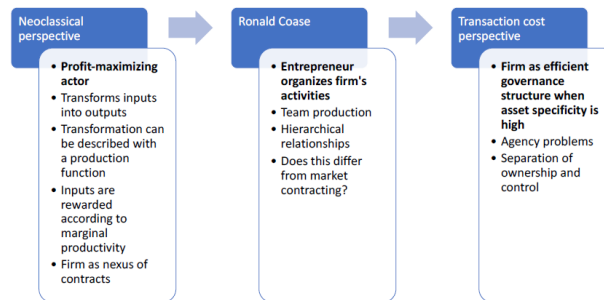 Neoclassical
perspective
• Profit-maximizing
actor
• Transforms inputs
into outputs
• Transformation can
be described with
a production
function
• Inputs are
rewarded
according to
marginal
productivity
• Firm as nexus of
contracts
Ronald Coase
• Entrepreneur
organizes firm's
activities
• Team production
• Hierarchical
relationships
• Does this differ
from market
contracting?
Transaction cost
perspective
• Firm as efficient
governance
structure when
asset specificity is
high
• Agency problems
• Separation of
ownership and
control